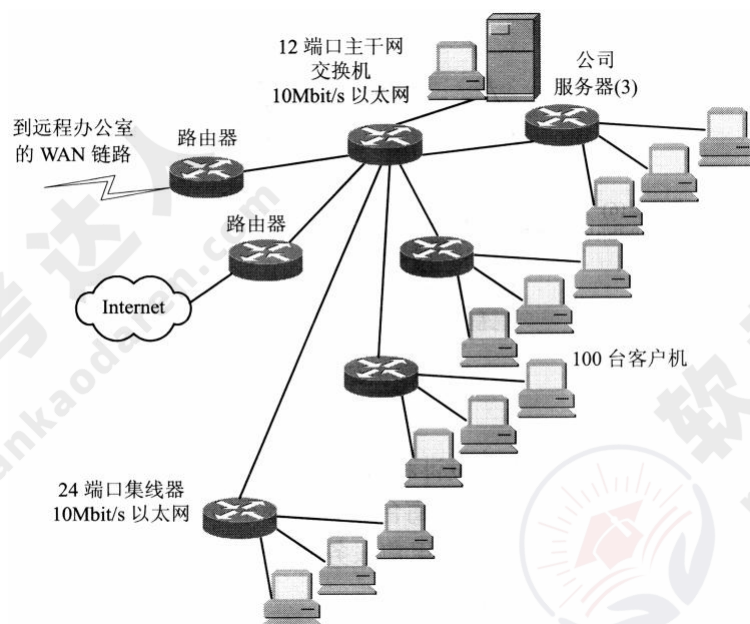 12 端口主干网
交换机
10Mbit/s 以太网
公司
服务器(3)
到远程办公室
的 WAN 链路
路由器
路由器
Internet
100 台客户机
24 端口集线器
10Mbit/s 以太网